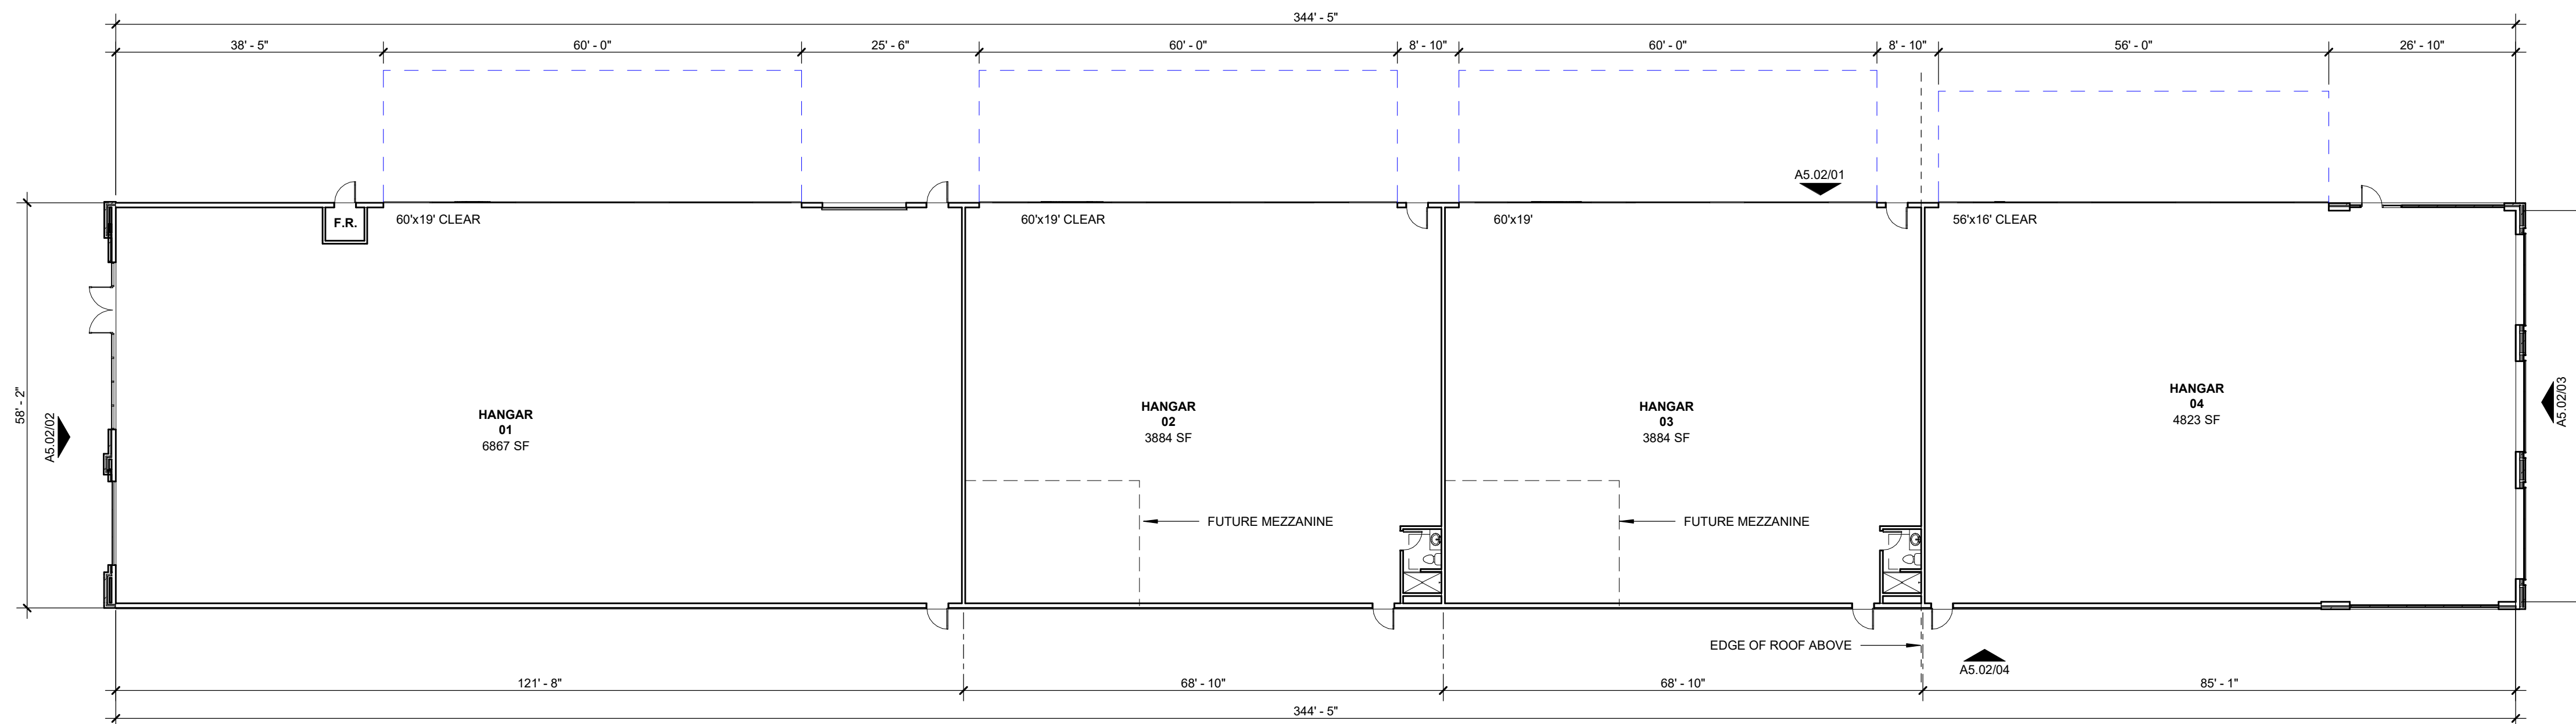 344' - 5"
38' - 5"
60' - 0"
25' - 6"
60' - 0"
8' - 10"
60' - 0"
8' - 10"
56' - 0"
26' - 10"
A5.02/01
F.R.
60'x19' CLEAR
60'x19' CLEAR
60'x19'
56'x16' CLEAR
58' - 2"
A5.02/02
HANGAR
01
6867 SF
HANGAR
02
3884 SF
HANGAR
03
3884 SF
HANGAR
04
4823 SF
A5.02/03
FUTURE MEZZANINE
FUTURE MEZZANINE
EDGE OF ROOF ABOVE
A5.02/04
121' - 8"
68' - 10"
68' - 10"
85' - 1"
344' - 5"